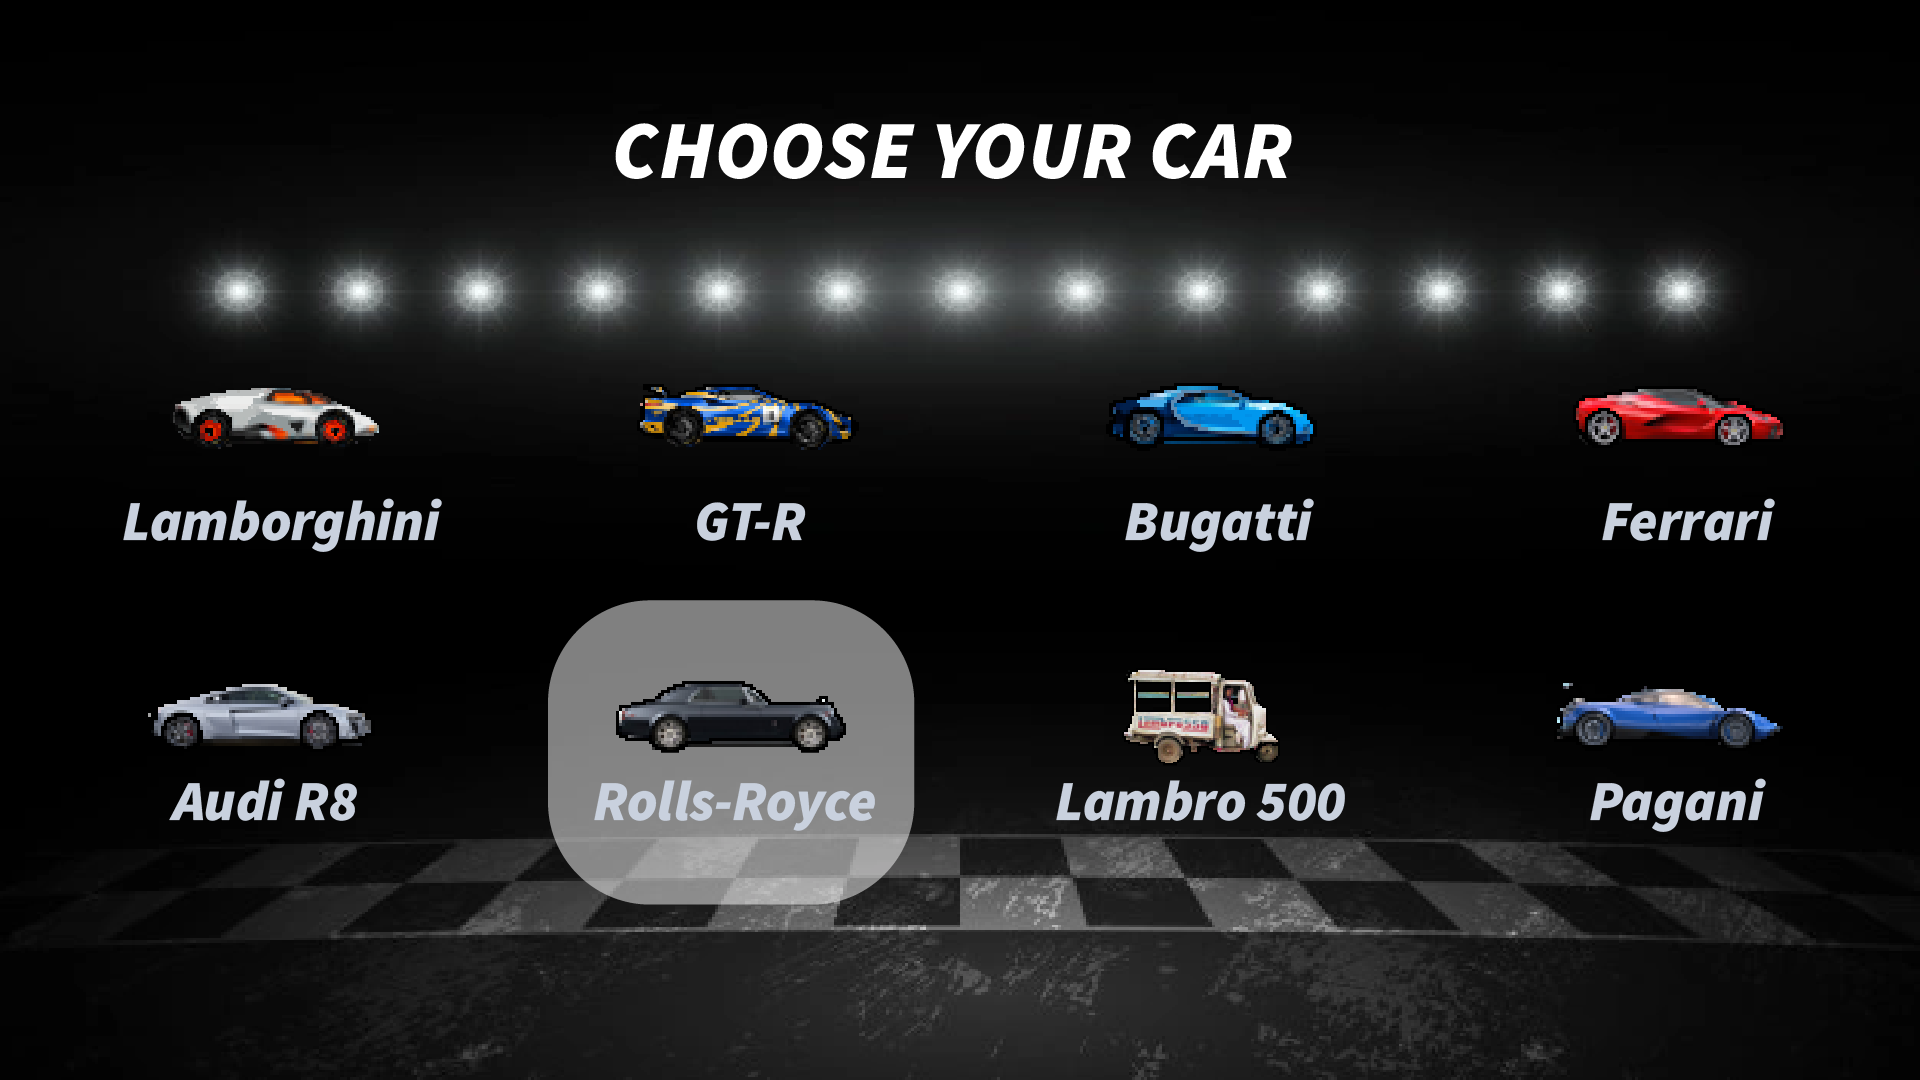 CHOOSE YOUR CAR
Lamborghini
GT-R
Bugatti
Ferrari
Audi R8
Rolls-Royce
Lambro 500
Pagani